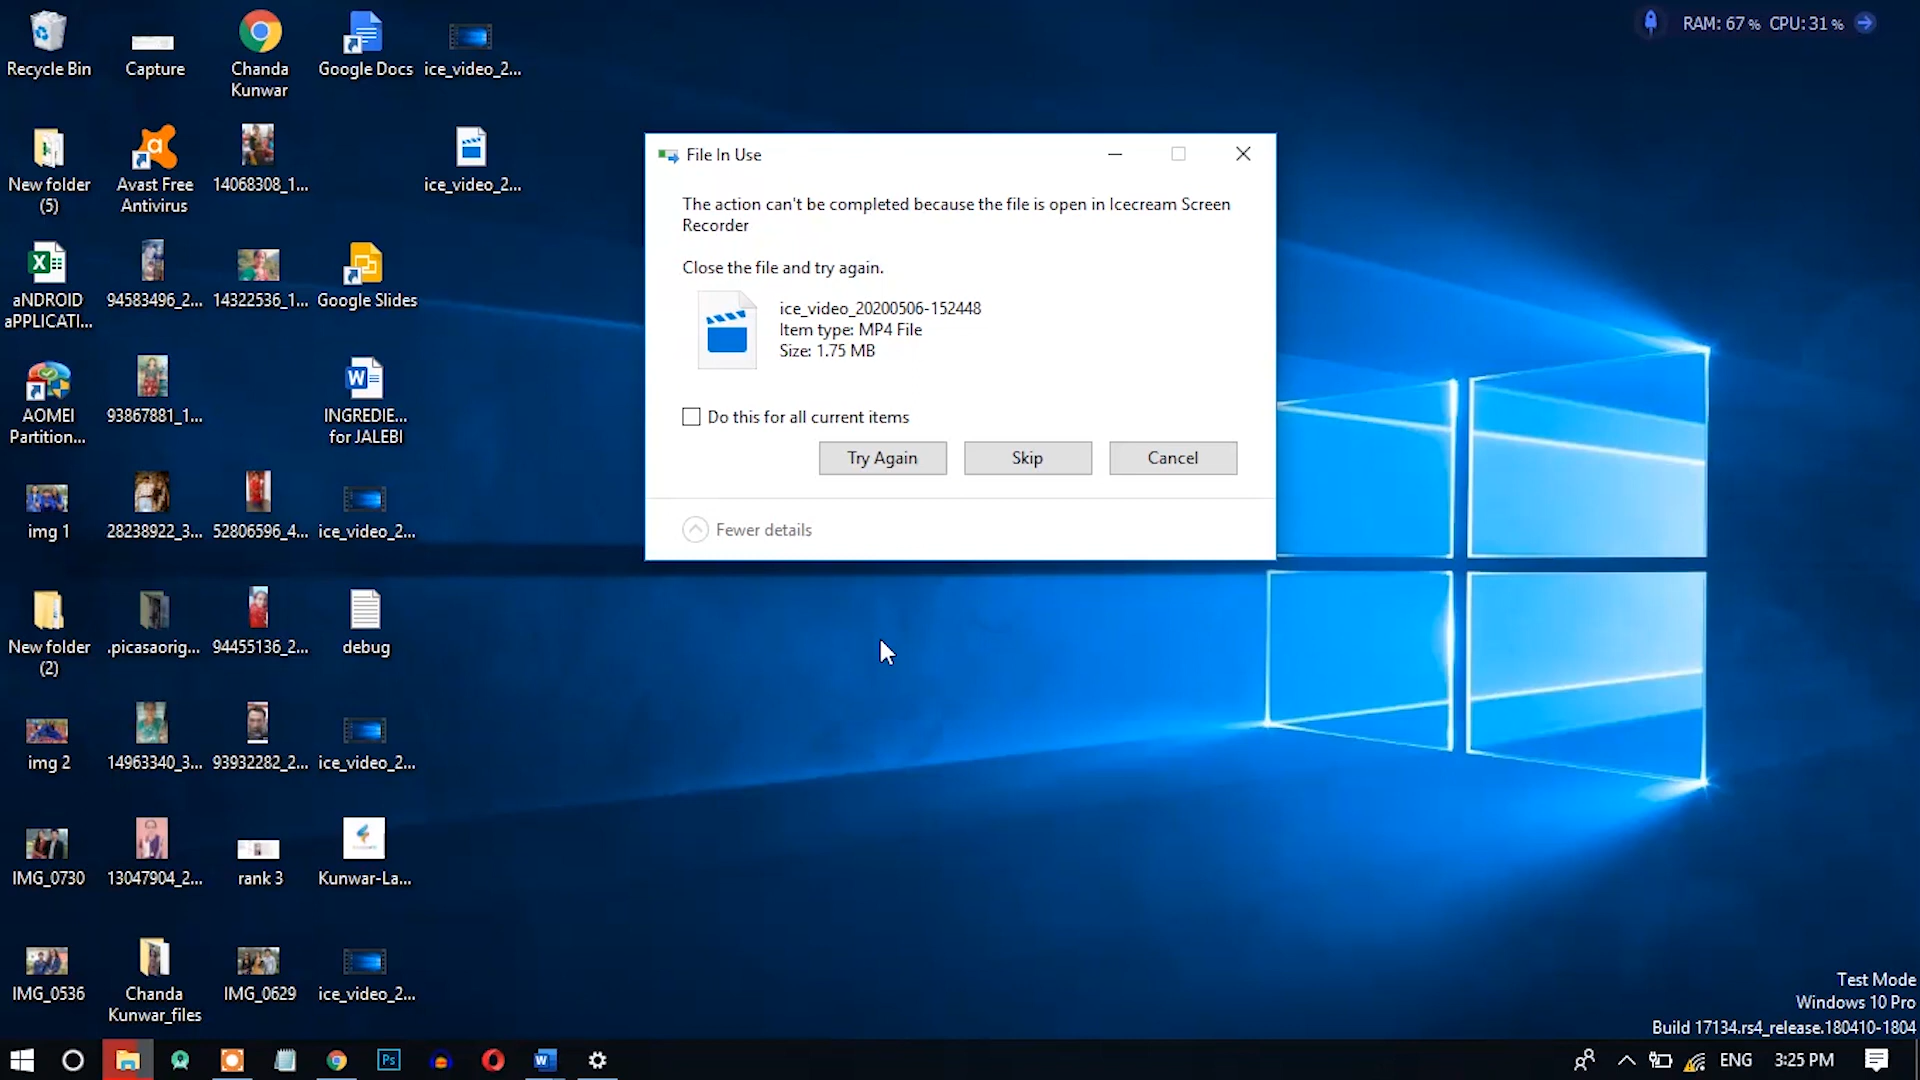 Recycle Bin
Capture
Chanda
Kunwar
Google Docs
ice_video_2...
New folder
(5)
Avast Free
Antivirus
14068308_1...
ice_video_2...
aNDROID
aPPLICATI...
94583496_2...
14322536_1...
Google Slides
AOMEI
Partition...
93867881_1...
INGREDIE...
for JALEBI
img 1
28238922_3...
52806596_4...
ice_video_2...
New folder
(2)
.picasaorig...
94455136_2...
debug
img 2
14963340_3...
93932282_2...
ice_video_2...
IMG_0730
13047904_2...
rank 3
Kunwar-La...
IMG_0536
Chanda
Kunwar_files
IMG_0629
ice_video_2...
RAM: 67 % CPU: 31 %
File In Use
The action can't be completed because the file is open in Icecream Screen
Recorder
Close the file and try again.
ice_video_20200506-152448
Item type: MP4 File
Size: 1.75 MB
Do this for all current items
Try Again
Skip
Cancel
Fewer details
Test Mode
Windows 10 Pro
Build 17134.rs4_release.180410-1804
Ps
W
ENG
3:25 PM